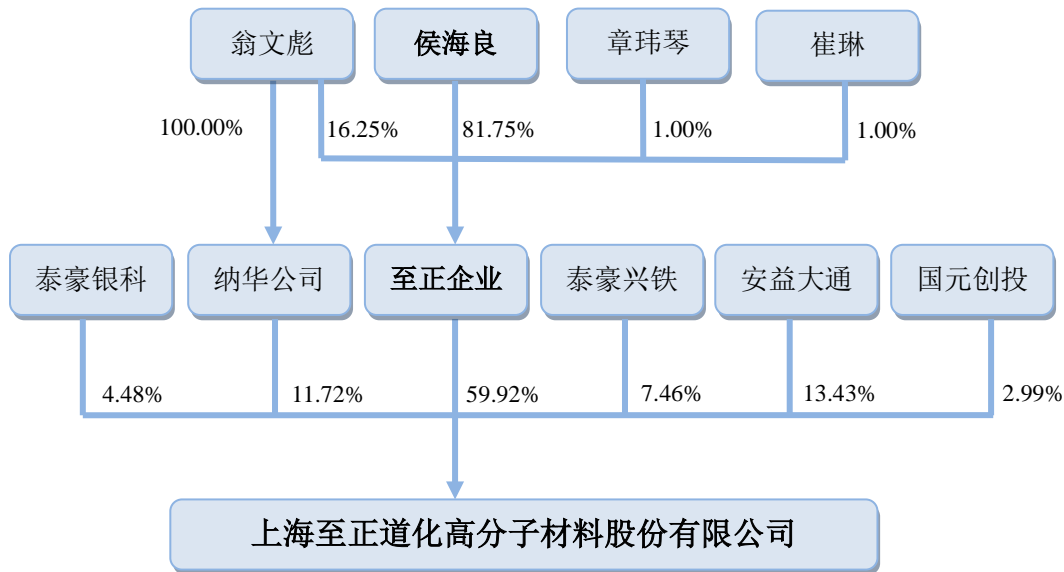 翁文彪 侯海良 章玮琴 崔琳
100.00% 16.25% 81.75% 1.00% 1.00%
泰豪银科 纳华公司 至正企业 泰豪兴铁 安益大通 国元创投
4.48% 11.72% 59.92% 7.46% 13.43% 2.99%
上海至正道化高分子材料股份有限公司